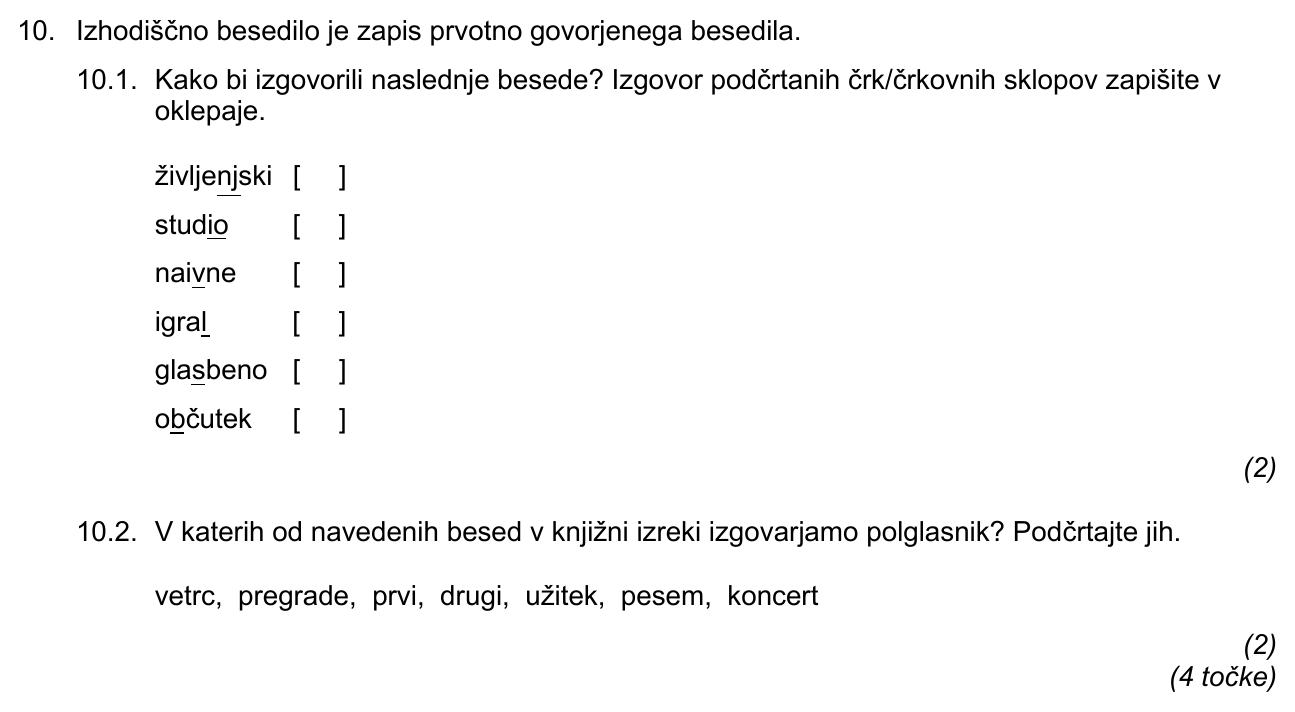 10. Izhodiščno besedilo je zapis prvotno govorjenega besedila.
10.1. Kako bi izgovorili naslednje besede? Izgovor podčrtanih črk/črkovnih sklopov zapišite v
oklepaje.
življenjski [ ]
studio [ ]
naivne [ ]
igral [ ]
glasbeno [ ]
občutek [ ]
(2)
10.2. V katerih od navedenih besed v knjižni izreki izgovarjamo polglasnik? Podčrtajte jih.
vetrc, pregrade, prvi, drugi, užitek, pesem, koncert
(2)
(4 točke)